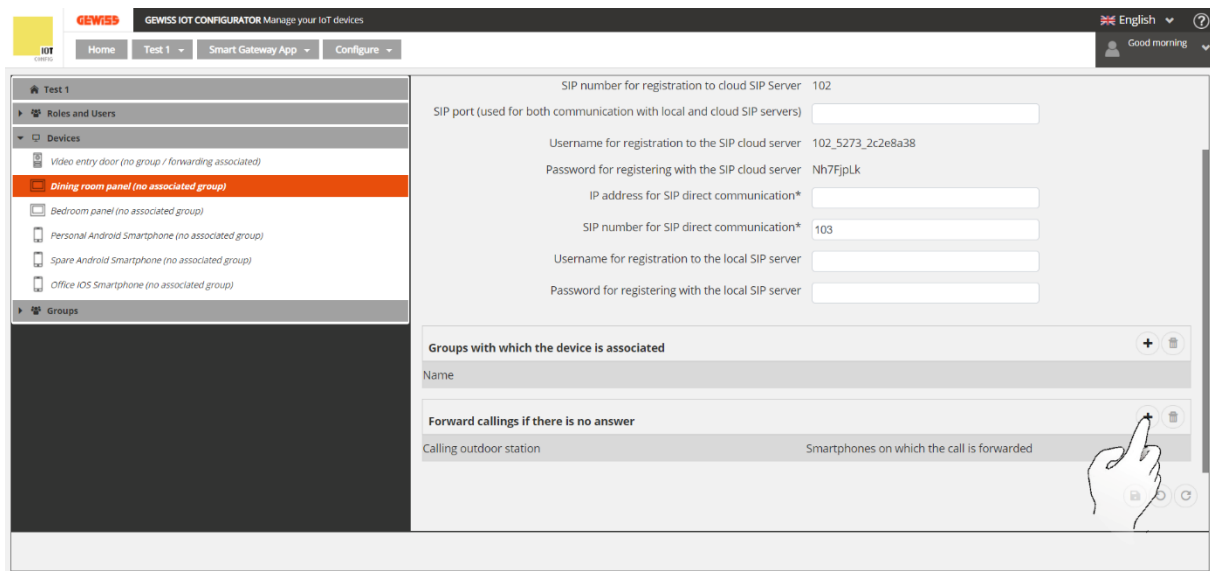 GEWISS GEWISS IOT CONFIGURATOR Manage your IoT devices English ?
IOT
CONFIG
Home Test 1 Smart Gateway App Configure Good morning
Test 1
Roles and Users
Devices
Video entry door (no group / forwarding associated)
Dining room panel (no associated group)
Bedroom panel (no associated group)
Personal Android Smartphone (no associated group)
Spare Android Smartphone (no associated group)
Office IOS Smartphone (no associated group)
Groups
SIP number for registration to cloud SIP Server 102
SIP port (used for both communication with local and cloud SIP servers)
Username for registration to the SIP cloud server 102_5273_2c2e8a38
Password for registering with the SIP cloud server Nh7FjpLk
IP address for SIP direct communication*
SIP number for SIP direct communication* 103
Username for registration to the local SIP server
Password for registering with the local SIP server
Groups with which the device is associated
Name
Forward callings if there is no answer
Calling outdoor station Smartphones on which the call is forwarded